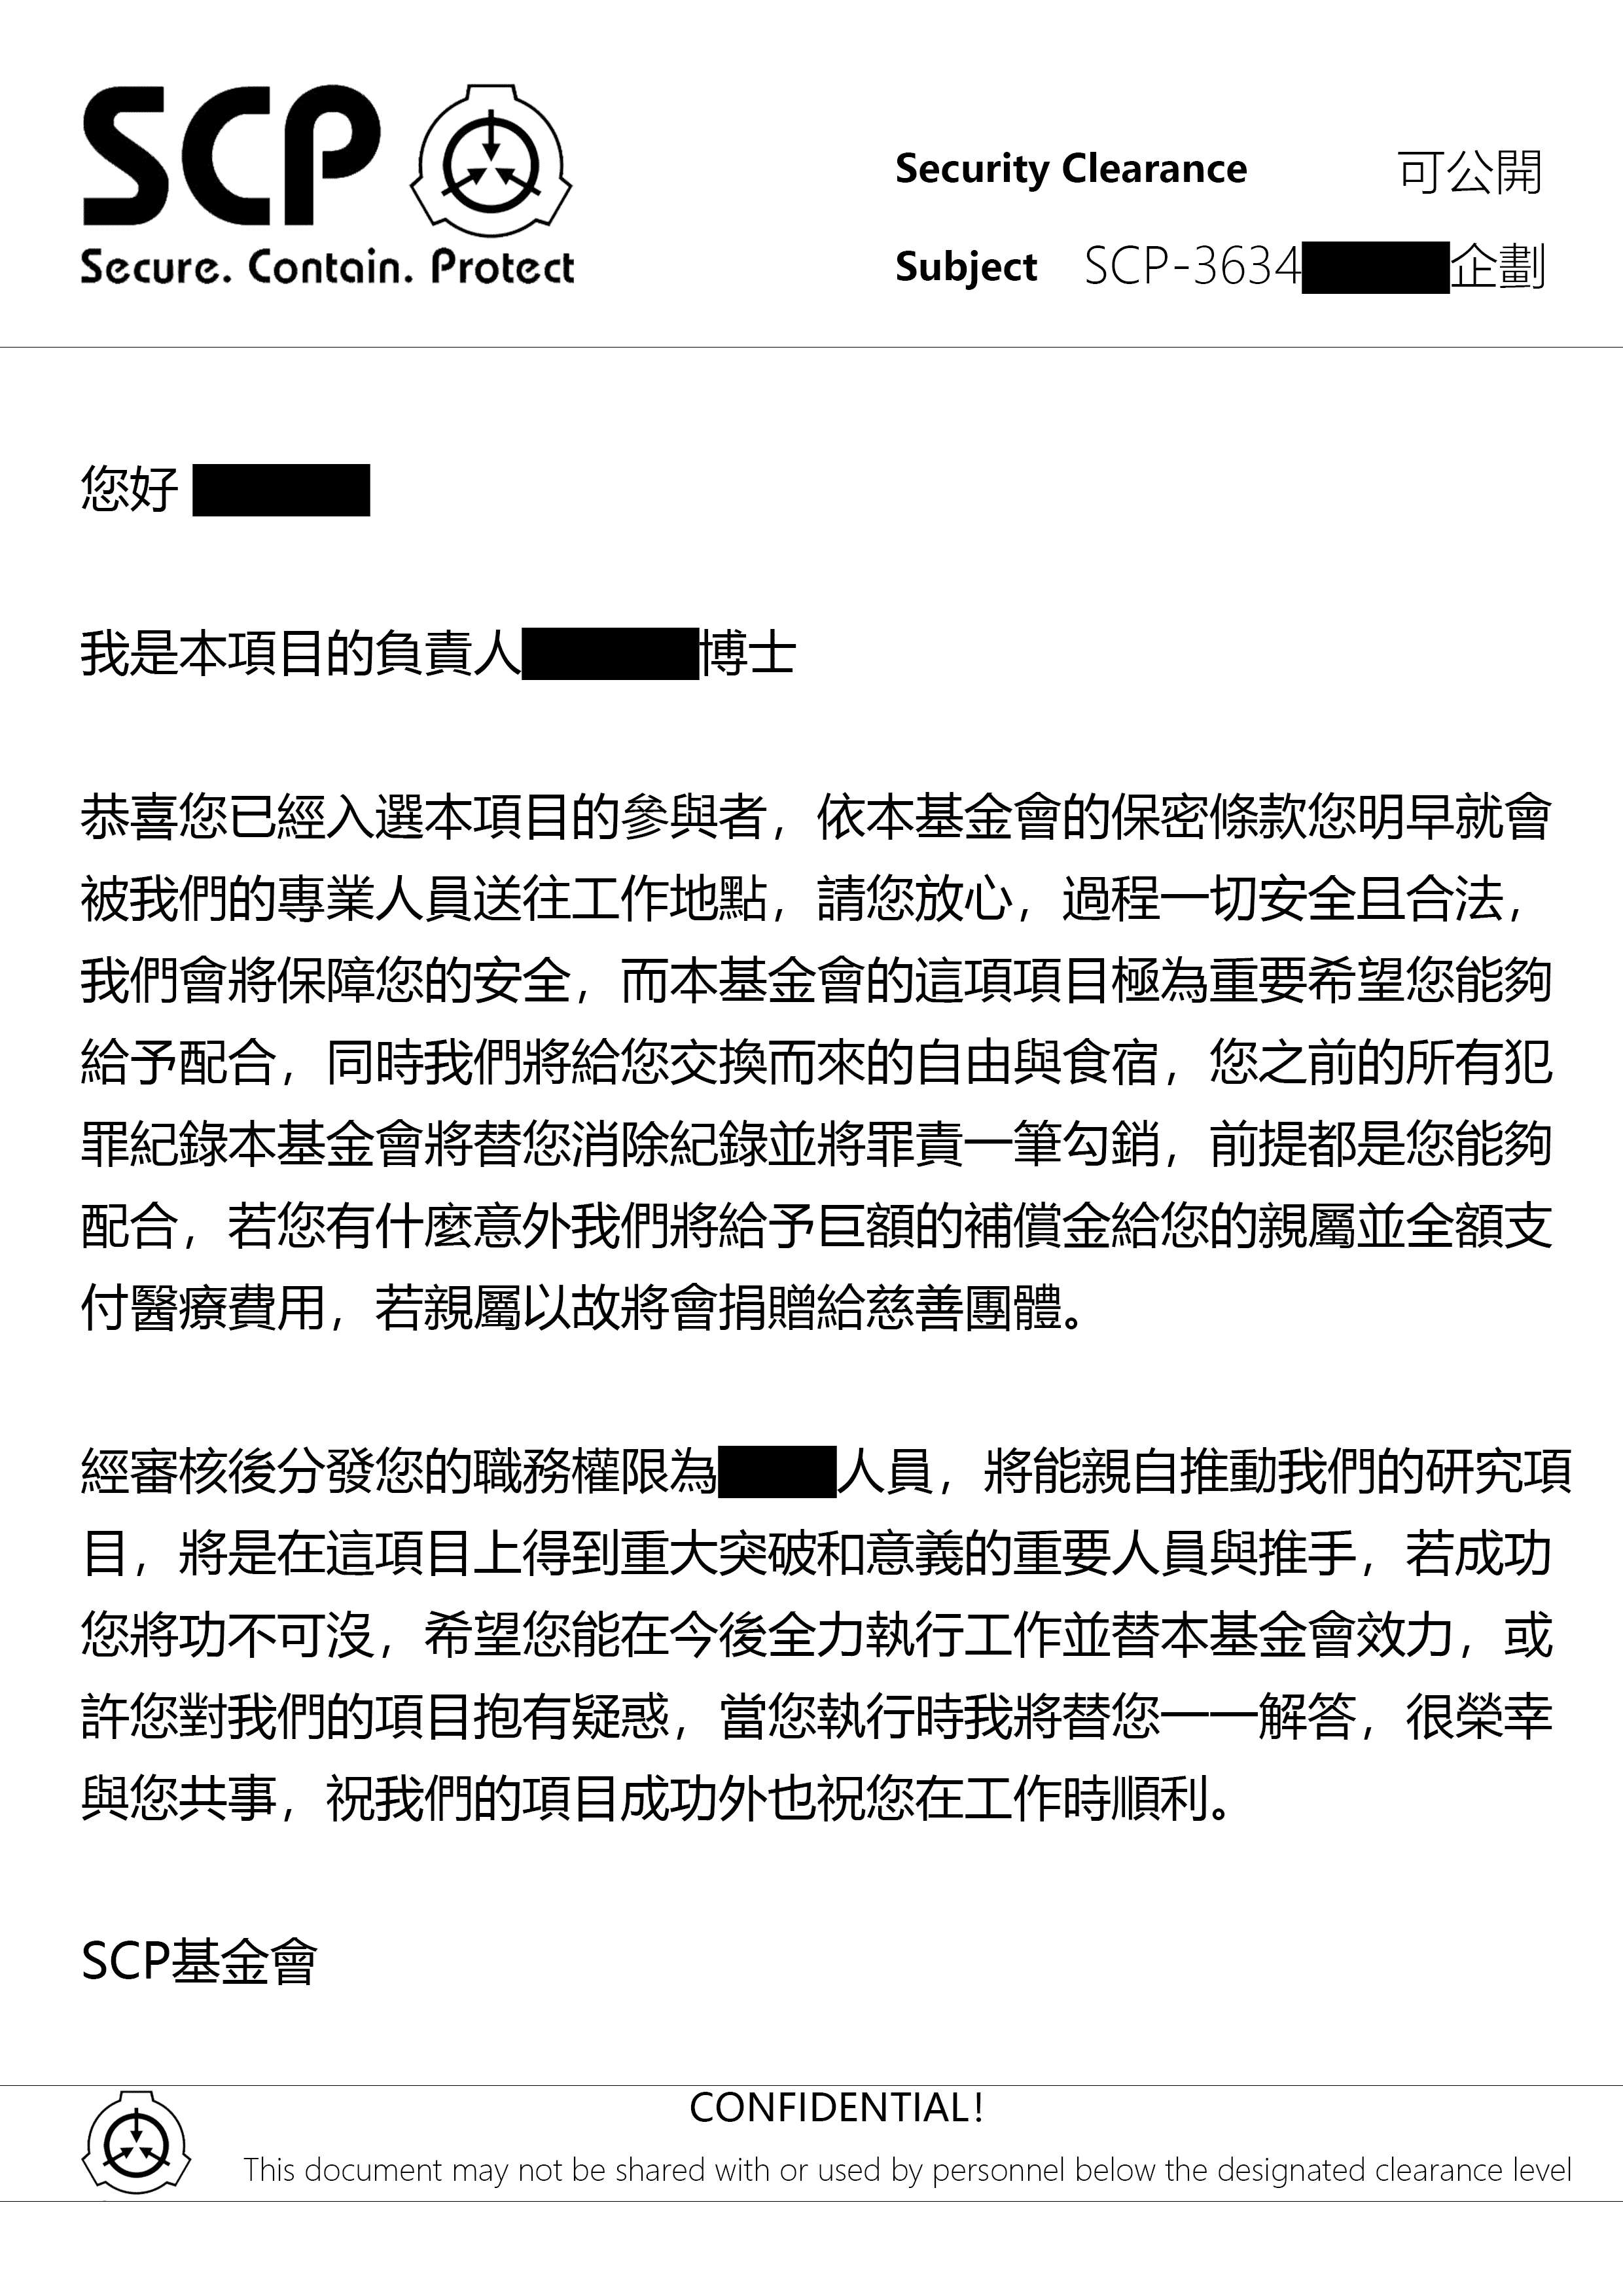 SCP
Secure. Contain. Protect
Security Clearance 可公開
Subject SCP-3634 企劃
您好
我是本項目的負責人 博士
恭喜您已經入選本項目的參與者，依本基金會的保密條款您明早就會
被我們的專業人員送往工作地點，請您放心，過程一切安全且合法，
我們會將保障您的安全，而本基金會的這項項目極為重要希望您能夠
給予配合，同時我們將給您交換而來的自由與食宿，您之前的所有犯
罪紀錄本基金會將替您消除紀錄並將罪責一筆勾銷，前提都是您能夠
配合，若您有什麼意外我們將給予巨額的補償金給您的親屬並全額支
付醫療費用，若親屬以故將會捐贈給慈善團體。
經審核後分發您的職務權限為 人員，將能親自推動我們的研究項
目，將是在這項目上得到重大突破和意義的重要人員與推手，若成功
您將功不可沒，希望您能在今後全力執行工作並替本基金會效力，或
許您對我們的項目抱有疑惑，當您執行時我將替您一一解答，很榮幸
與您共事，祝我們的項目成功外也祝您在工作時順利。
SCP基金會
CONFIDENTIAL!
This document may not be shared with or used by personnel below the designated clearance level